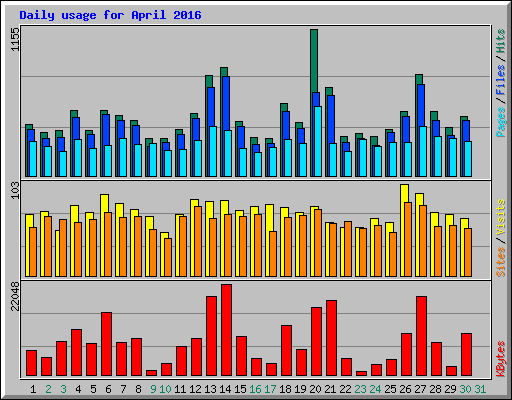 Daily usage for April 2016
1155
Pages / Files / Hits
103
Sites / Visits
22048
KBytes
1 2 3 4 5 6 7 8 9 10 11 12 13 14 15 16 17 18 19 20 21 22 23 24 25 26 27 28 29 30 31